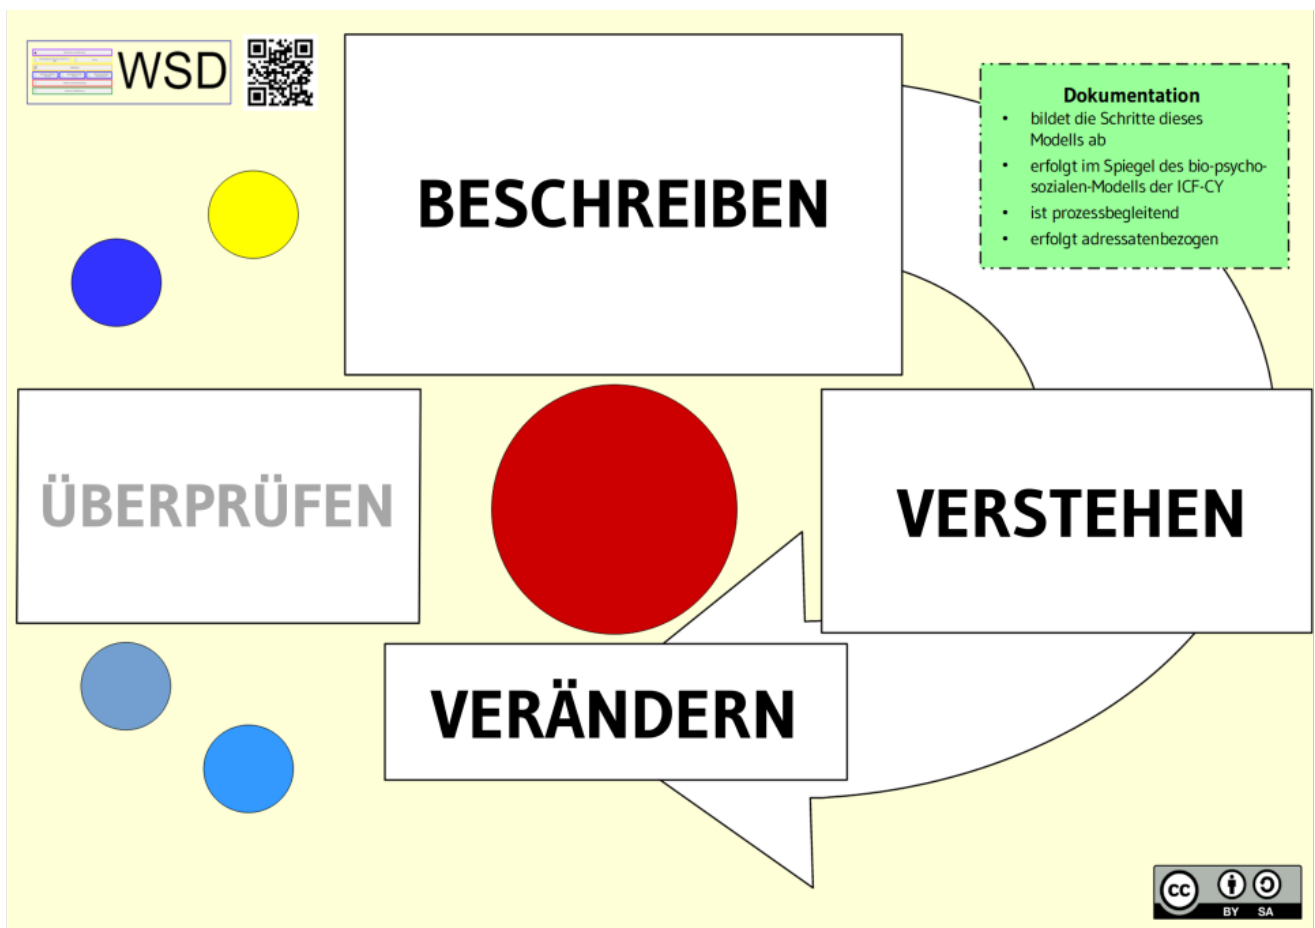 WSD
BESCHREIBEN
Dokumentation
• bildet die Schritte dieses
Modells ab
• erfolgt im Spiegel des bio-psycho-
sozialen-Modells der ICF-CY
• ist prozessbegleitend
• erfolgt adressatenbezogen
ÜBERPRÜFEN
VERSTEHEN
VERÄNDERN
cc
BY SA